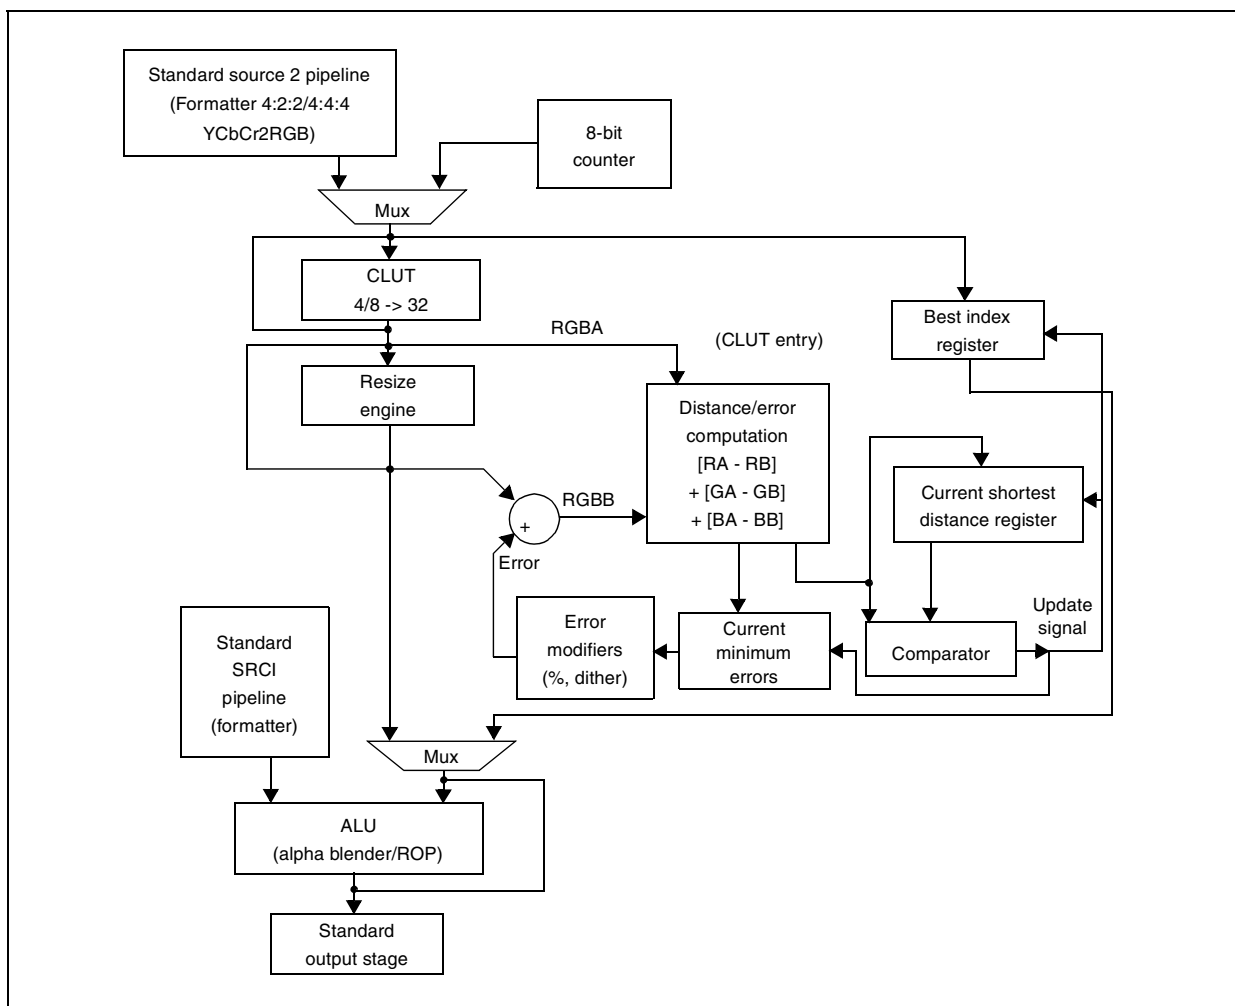 Standard source 2 pipeline
(Formatter 4:2:2/4:4:4
YCbCr2RGB)
8-bit
counter
Mux
CLUT
4/8 -> 32
Best index
register
RGBA
(CLUT entry)
Resize
engine
Distance/error
computation
[RA - RB]
+ [GA - GB]
+ [BA - BB]
Current shortest
distance register
RGBB
+
Error
Update
signal
Standard
SRCI
pipeline
(formatter)
Error
modifiers
(%, dither)
Current
minimum
errors
Comparator
Mux
ALU
(alpha blender/ROP)
Standard
output stage